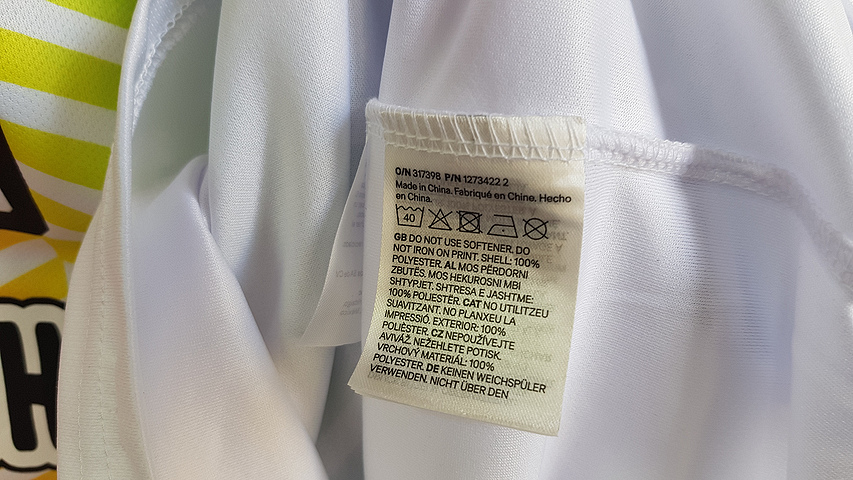 O/N 317398 P/N 1273422 2
Made in China. Fabriqué en Chine. Hecho
en China.
40
GB DO NOT USE SOFTENER. DO
NOT IRON ON PRINT. SHELL: 100%
POLYESTER. AL MOS PËRDORNI
ZBUTËS. MOS HEKUROSNI MBI
SHTYPJET. SHTRESA E JASHTME:
100% POLIESTËR. CAT NO UTILITZEU
SUAVITZANT. NO PLANXEU LA
IMPRESSIÓ. EXTERIOR: 100%
POLIÈSTER. CZ NEPOUŽÍVEJTE
AVIVÁŽ. NEŽEHLETE POTISK.
VRCHOVÝ MATERIÁL: 100%
POLYESTER. DE KEINEN WEICHSPÜLER
VERWENDEN. NICHT ÜBER DEN
H